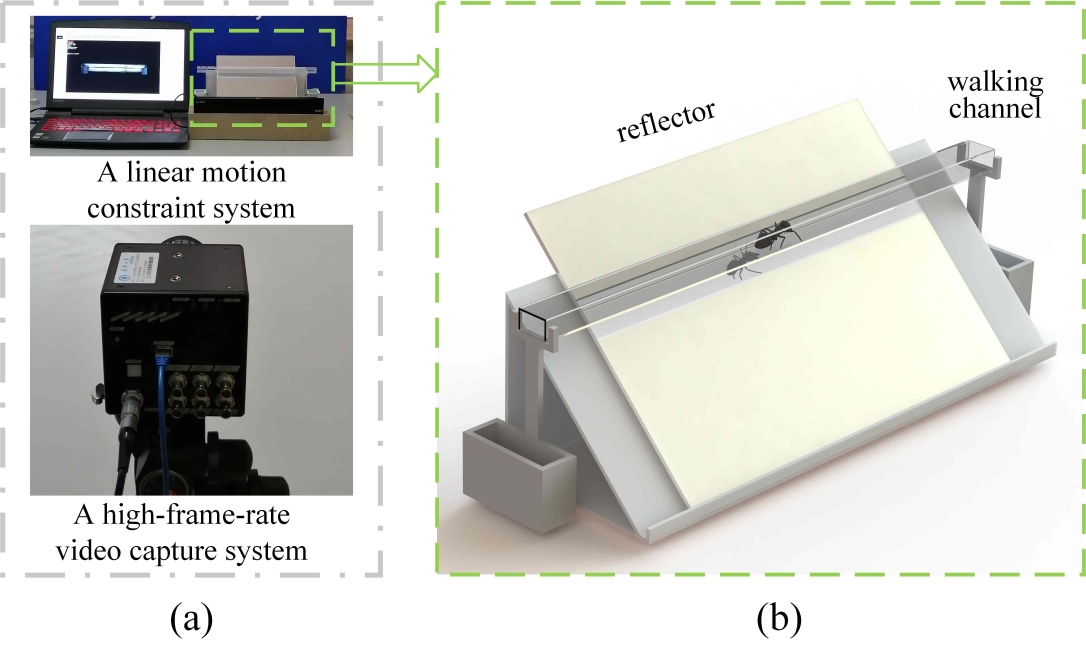 A linear motion
constraint system
A high-frame-rate
video capture system
(a)
reflector
walking
channel
(b)